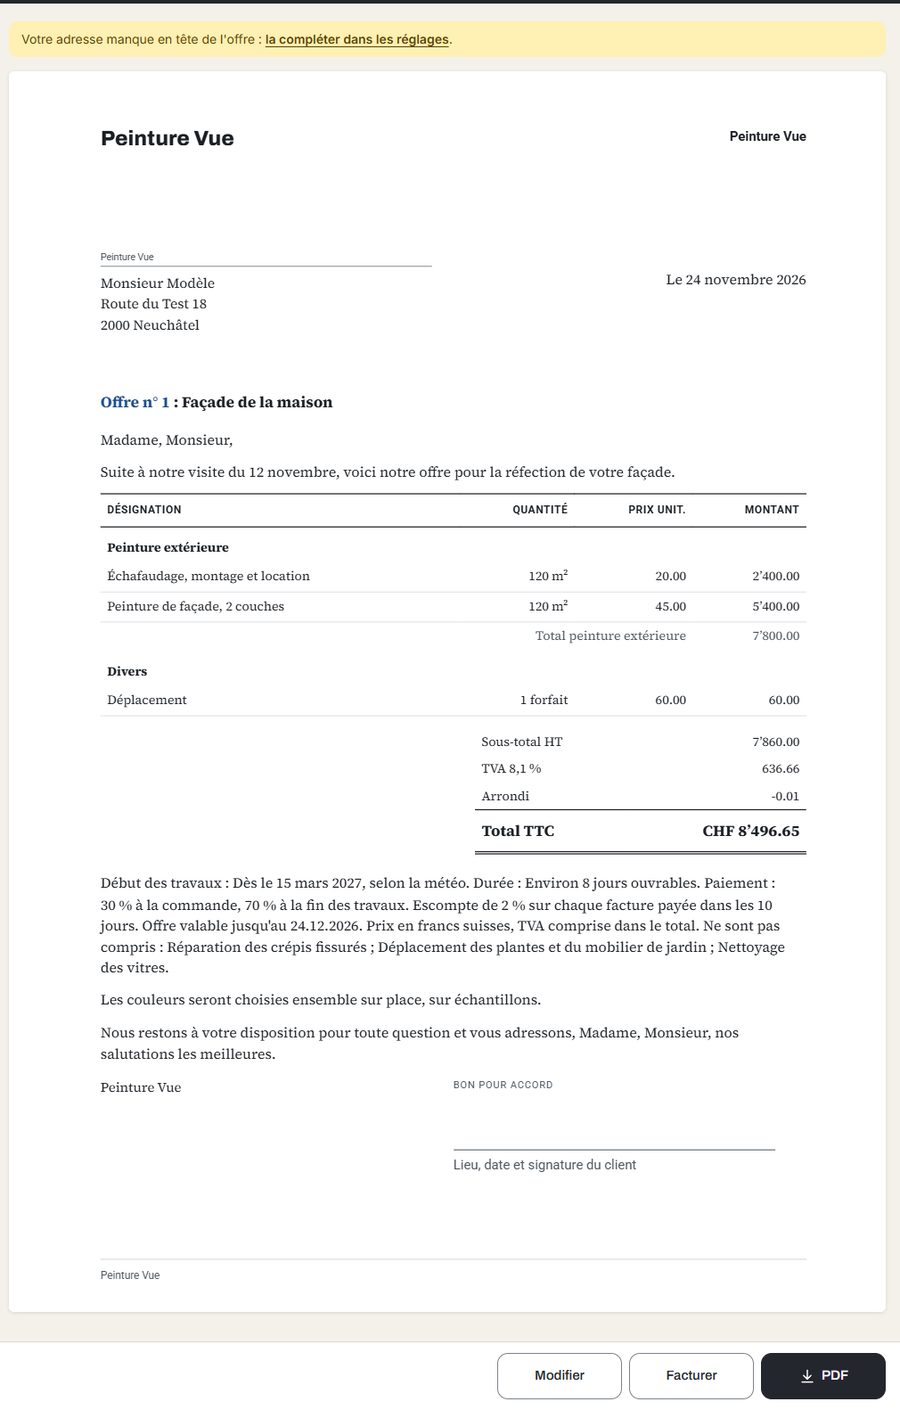 Votre adresse manque en tête de l'offre : la compléter dans les réglages.
Peinture Vue
Peinture Vue
Peinture Vue
Monsieur Modèle
Route du Test 18
2000 Neuchâtel
Le 24 novembre 2026
Offre n° 1 : Façade de la maison
Madame, Monsieur,
Suite à notre visite du 12 novembre, voici notre offre pour la réfection de votre façade.
DÉSIGNATION QUANTITÉ PRIX UNIT. MONTANT
Peinture extérieure
Échafaudage, montage et location 120 m² 20.00 2’400.00
Peinture de façade, 2 couches 120 m² 45.00 5’400.00
Total peinture extérieure 7’800.00
Divers
Déplacement 1 forfait 60.00 60.00
Sous-total HT 7’860.00
TVA 8,1 % 636.66
Arrondi -0.01
Total TTC CHF 8’496.65
Début des travaux : Dès le 15 mars 2027, selon la météo. Durée : Environ 8 jours ouvrables. Paiement :
30 % à la commande, 70 % à la fin des travaux. Escompte de 2 % sur chaque facture payée dans les 10
jours. Offre valable jusqu'au 24.12.2026. Prix en francs suisses, TVA comprise dans le total. Ne sont pas
compris : Réparation des crépis fissurés ; Déplacement des plantes et du mobilier de jardin ; Nettoyage
des vitres.
Les couleurs seront choisies ensemble sur place, sur échantillons.
Nous restons à votre disposition pour toute question et vous adressons, Madame, Monsieur, nos
salutations les meilleures.
Peinture Vue
BON POUR ACCORD
Lieu, date et signature du client
Peinture Vue
Modifier
Facturer
PDF